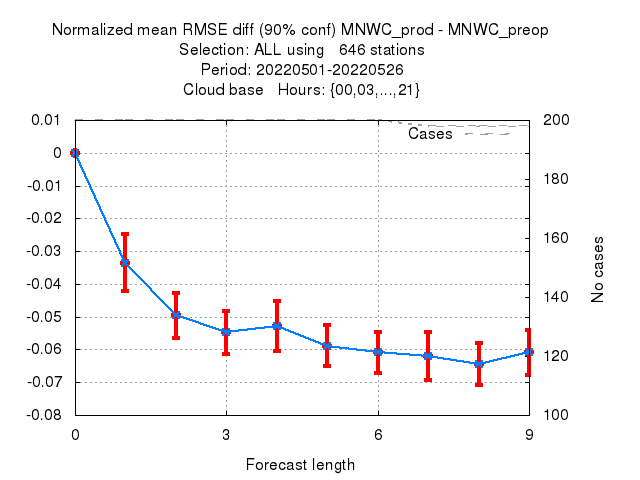 Normalized mean RMSE diff (90% conf) MNWC_prod - MNWC_preop
Selection: ALL using   646 stations
Period: 20220501-20220526
Cloud base   Hours: {00,03,...,21}
0.01
0
-0.01
-0.02
-0.03
-0.04
-0.05
-0.06
-0.07
-0.08
200
180
160
140
120
100
Cases
No cases
0
3
6
9
Forecast length